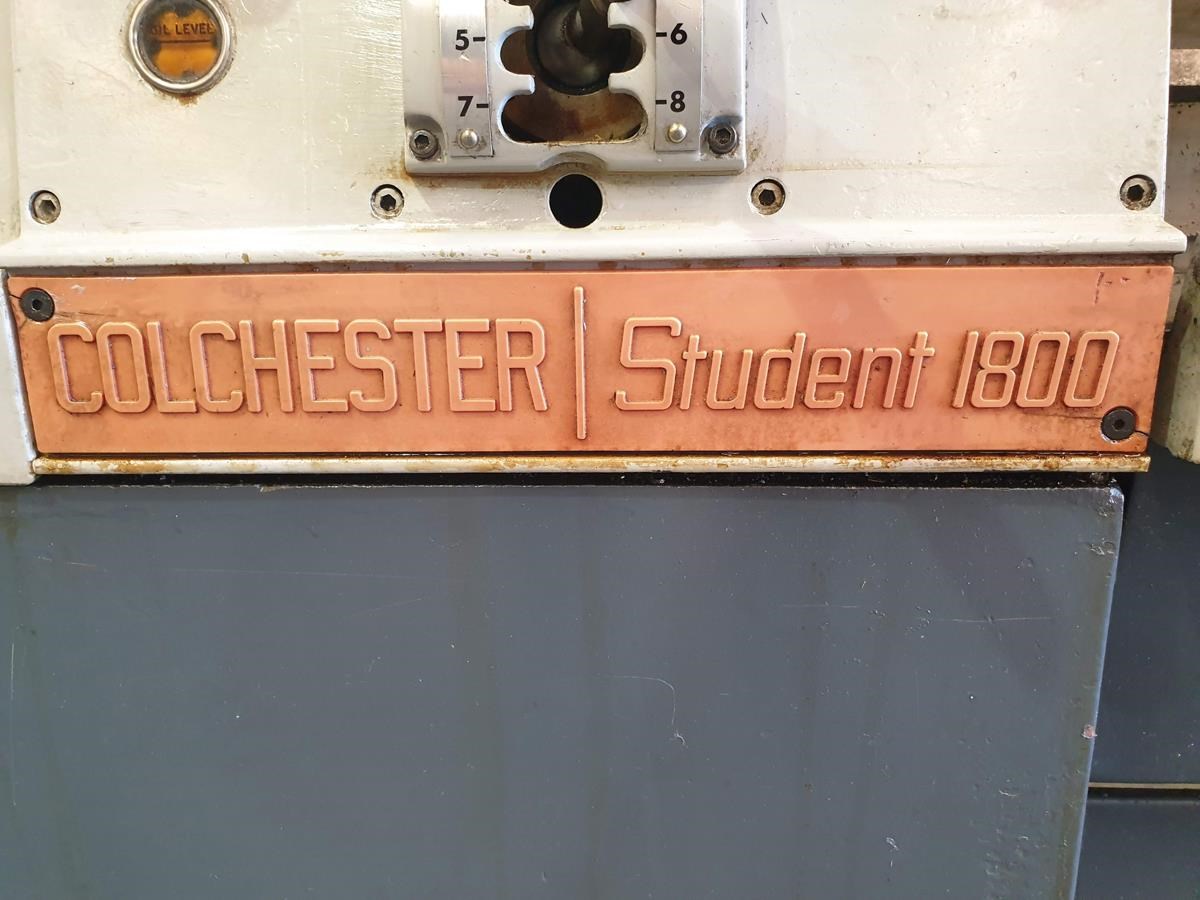 OIL LEVEL
5- -6
7- -8
COLCHESTER | Student 1800